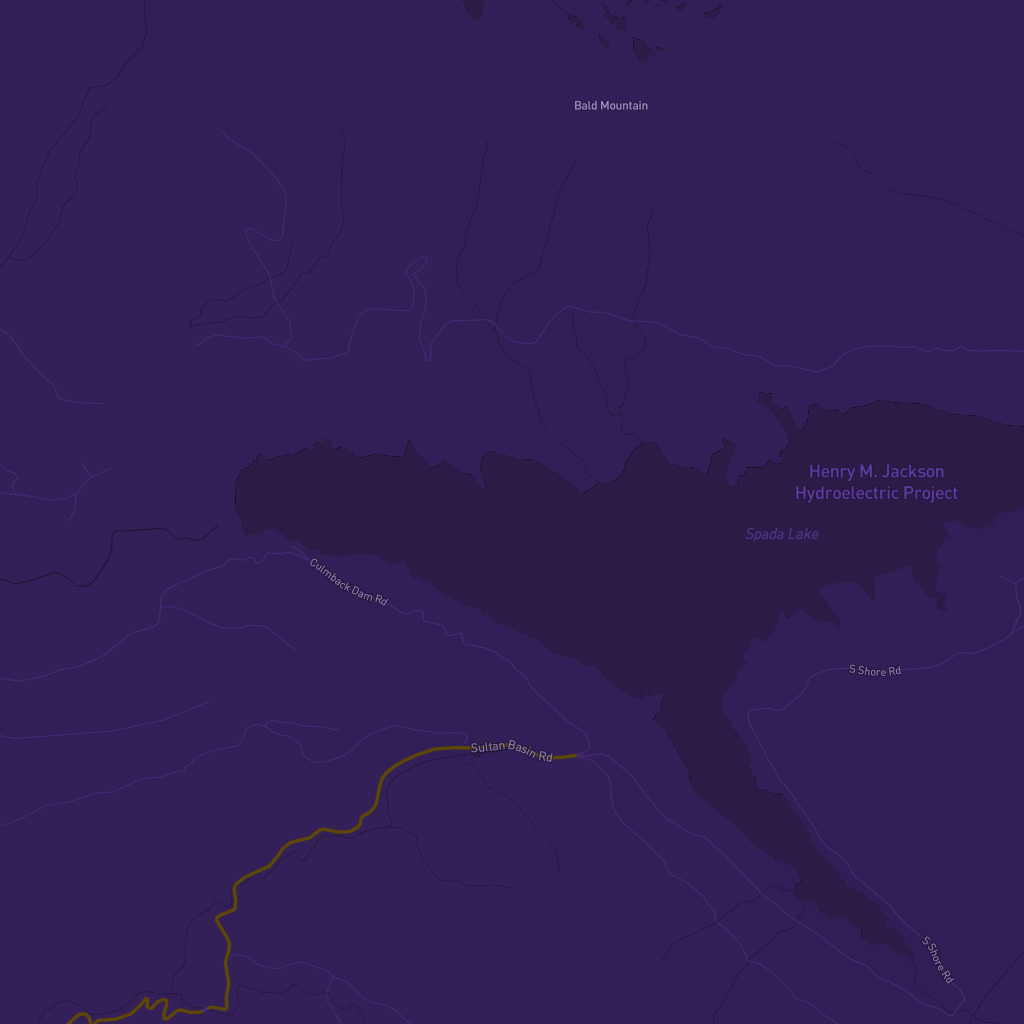 Bald Mountain
Henry M. Jackson
Hydroelectric Project
Spada Lake
Culmback Dam Rd
S Shore Rd
Sultan Basin Rd
S Shore Rd